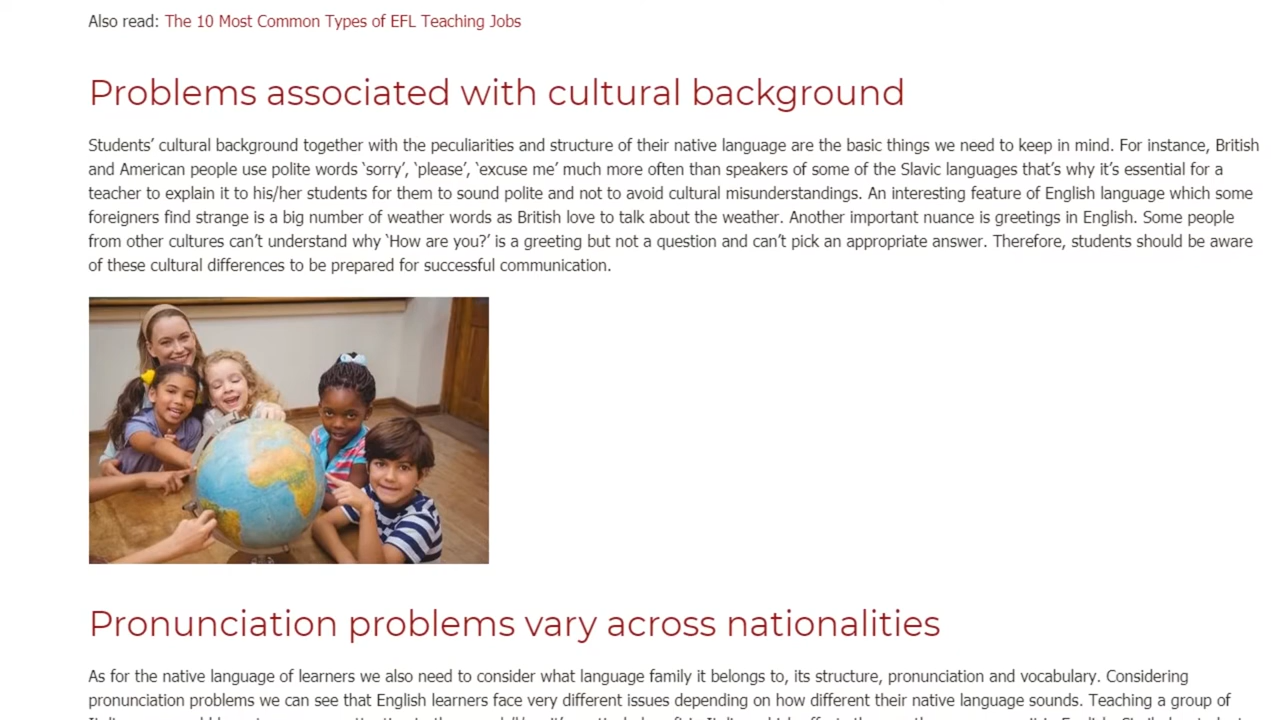 Also read: The 10 Most Common Types of EFL Teaching Jobs
Problems associated with cultural background
Students’ cultural background together with the peculiarities and structure of their native language are the basic things we need to keep in mind. For instance, British
and American people use polite words ‘sorry’, ‘please’, ‘excuse me’ much more often than speakers of some of the Slavic languages that’s why it’s essential for a
teacher to explain it to his/her students for them to sound polite and not to avoid cultural misunderstandings. An interesting feature of English language which some
foreigners find strange is a big number of weather words as British love to talk about the weather. Another important nuance is greetings in English. Some people
from other cultures can’t understand why ‘How are you?’ is a greeting but not a question and can’t pick an appropriate answer. Therefore, students should be aware
of these cultural differences to be prepared for successful communication.
Pronunciation problems vary across nationalities
As for the native language of learners we also need to consider what language family it belongs to, its structure, pronunciation and vocabulary. Considering
pronunciation problems we can see that English learners face very different issues depending on how different their native language sounds. Teaching a group of